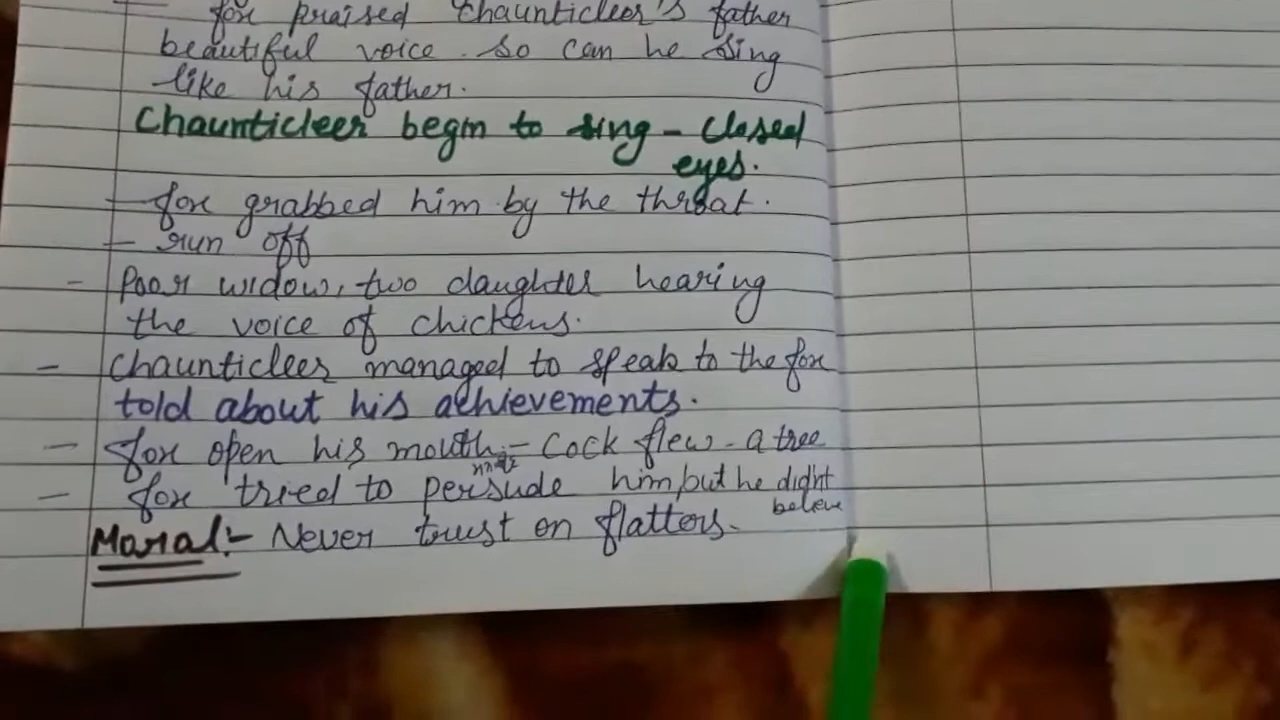 - fox praised Chaunticleer's father
beautiful voice. so can he sing
like his father.
Chaunticleer begin to sing - Closed
eyes.
- fox grabbed him by the throat.
- run off
- Poor widow, two daughter hearing
the voice of chickens.
- Chaunticleer managed to speak to the fox
told about his achievements.
- fox open his mouth - Cock flew - a tree
- fox tried to persude him, but he didn't
believe
Moral:- Never trust on flatters.